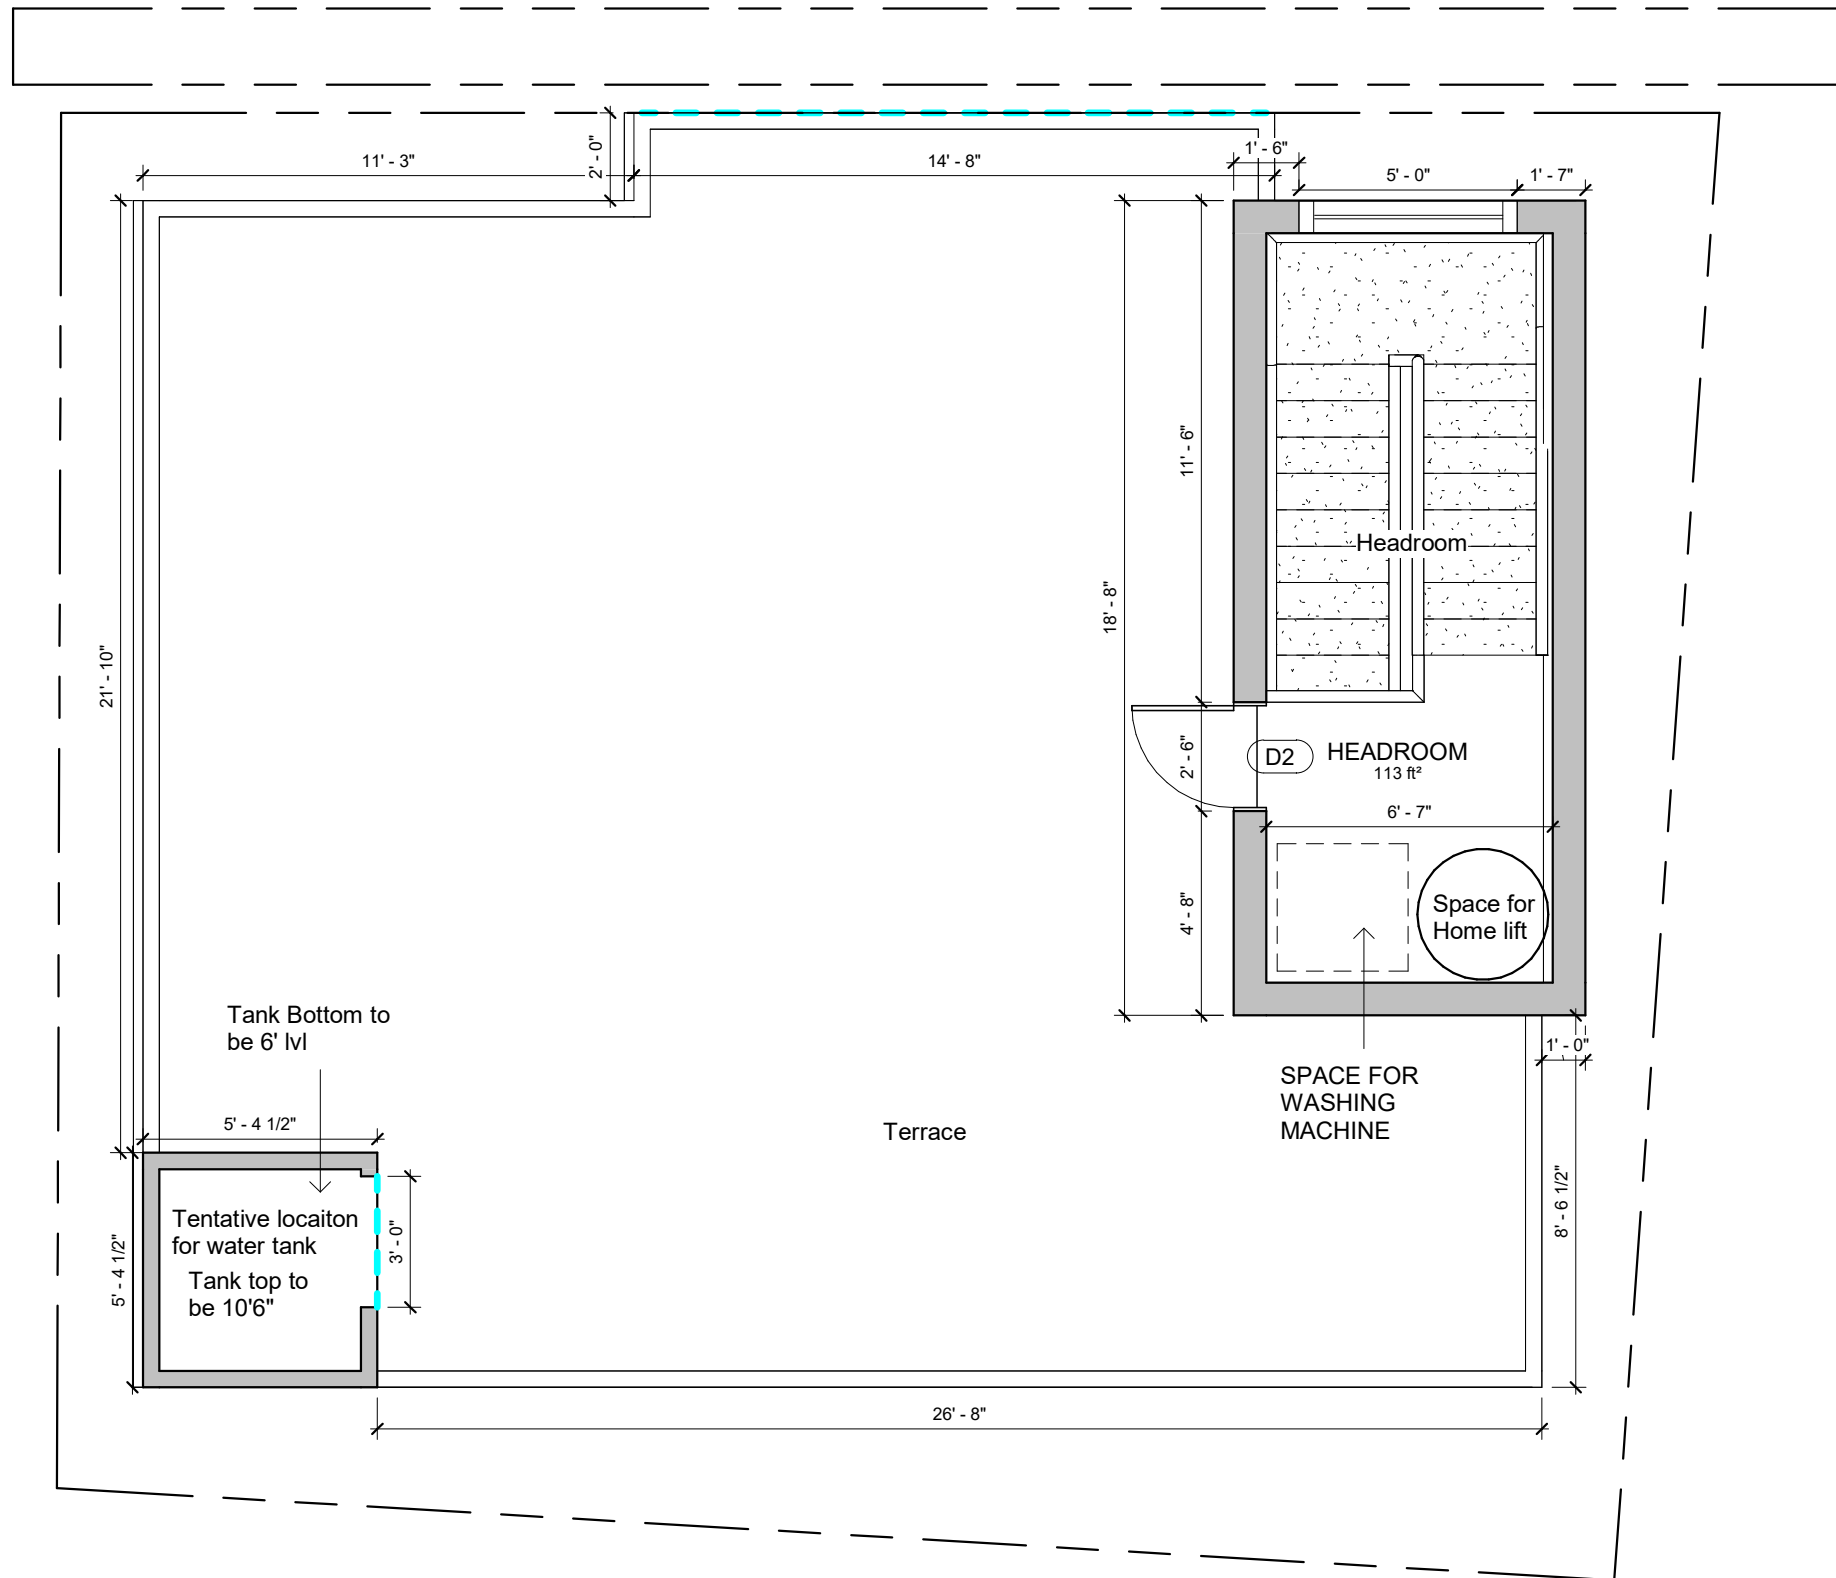 2' - 0"
11' - 3"
14' - 8"
1' - 6"
5' - 0"
1' - 7"
11' - 6"
Headroom
18' - 8"
21' - 10"
2' - 6"
D2
HEADROOM
113 ft²
6' - 7"
4' - 8"
Space for
Home lift
Tank Bottom to
be 6' lvl
1' - 0"
SPACE FOR
WASHING
MACHINE
5' - 4 1/2"
Terrace
8' - 6 1/2"
Tentative locaiton
for water tank
3' - 0"
5' - 4 1/2"
Tank top to
be 10'6"
26' - 8"